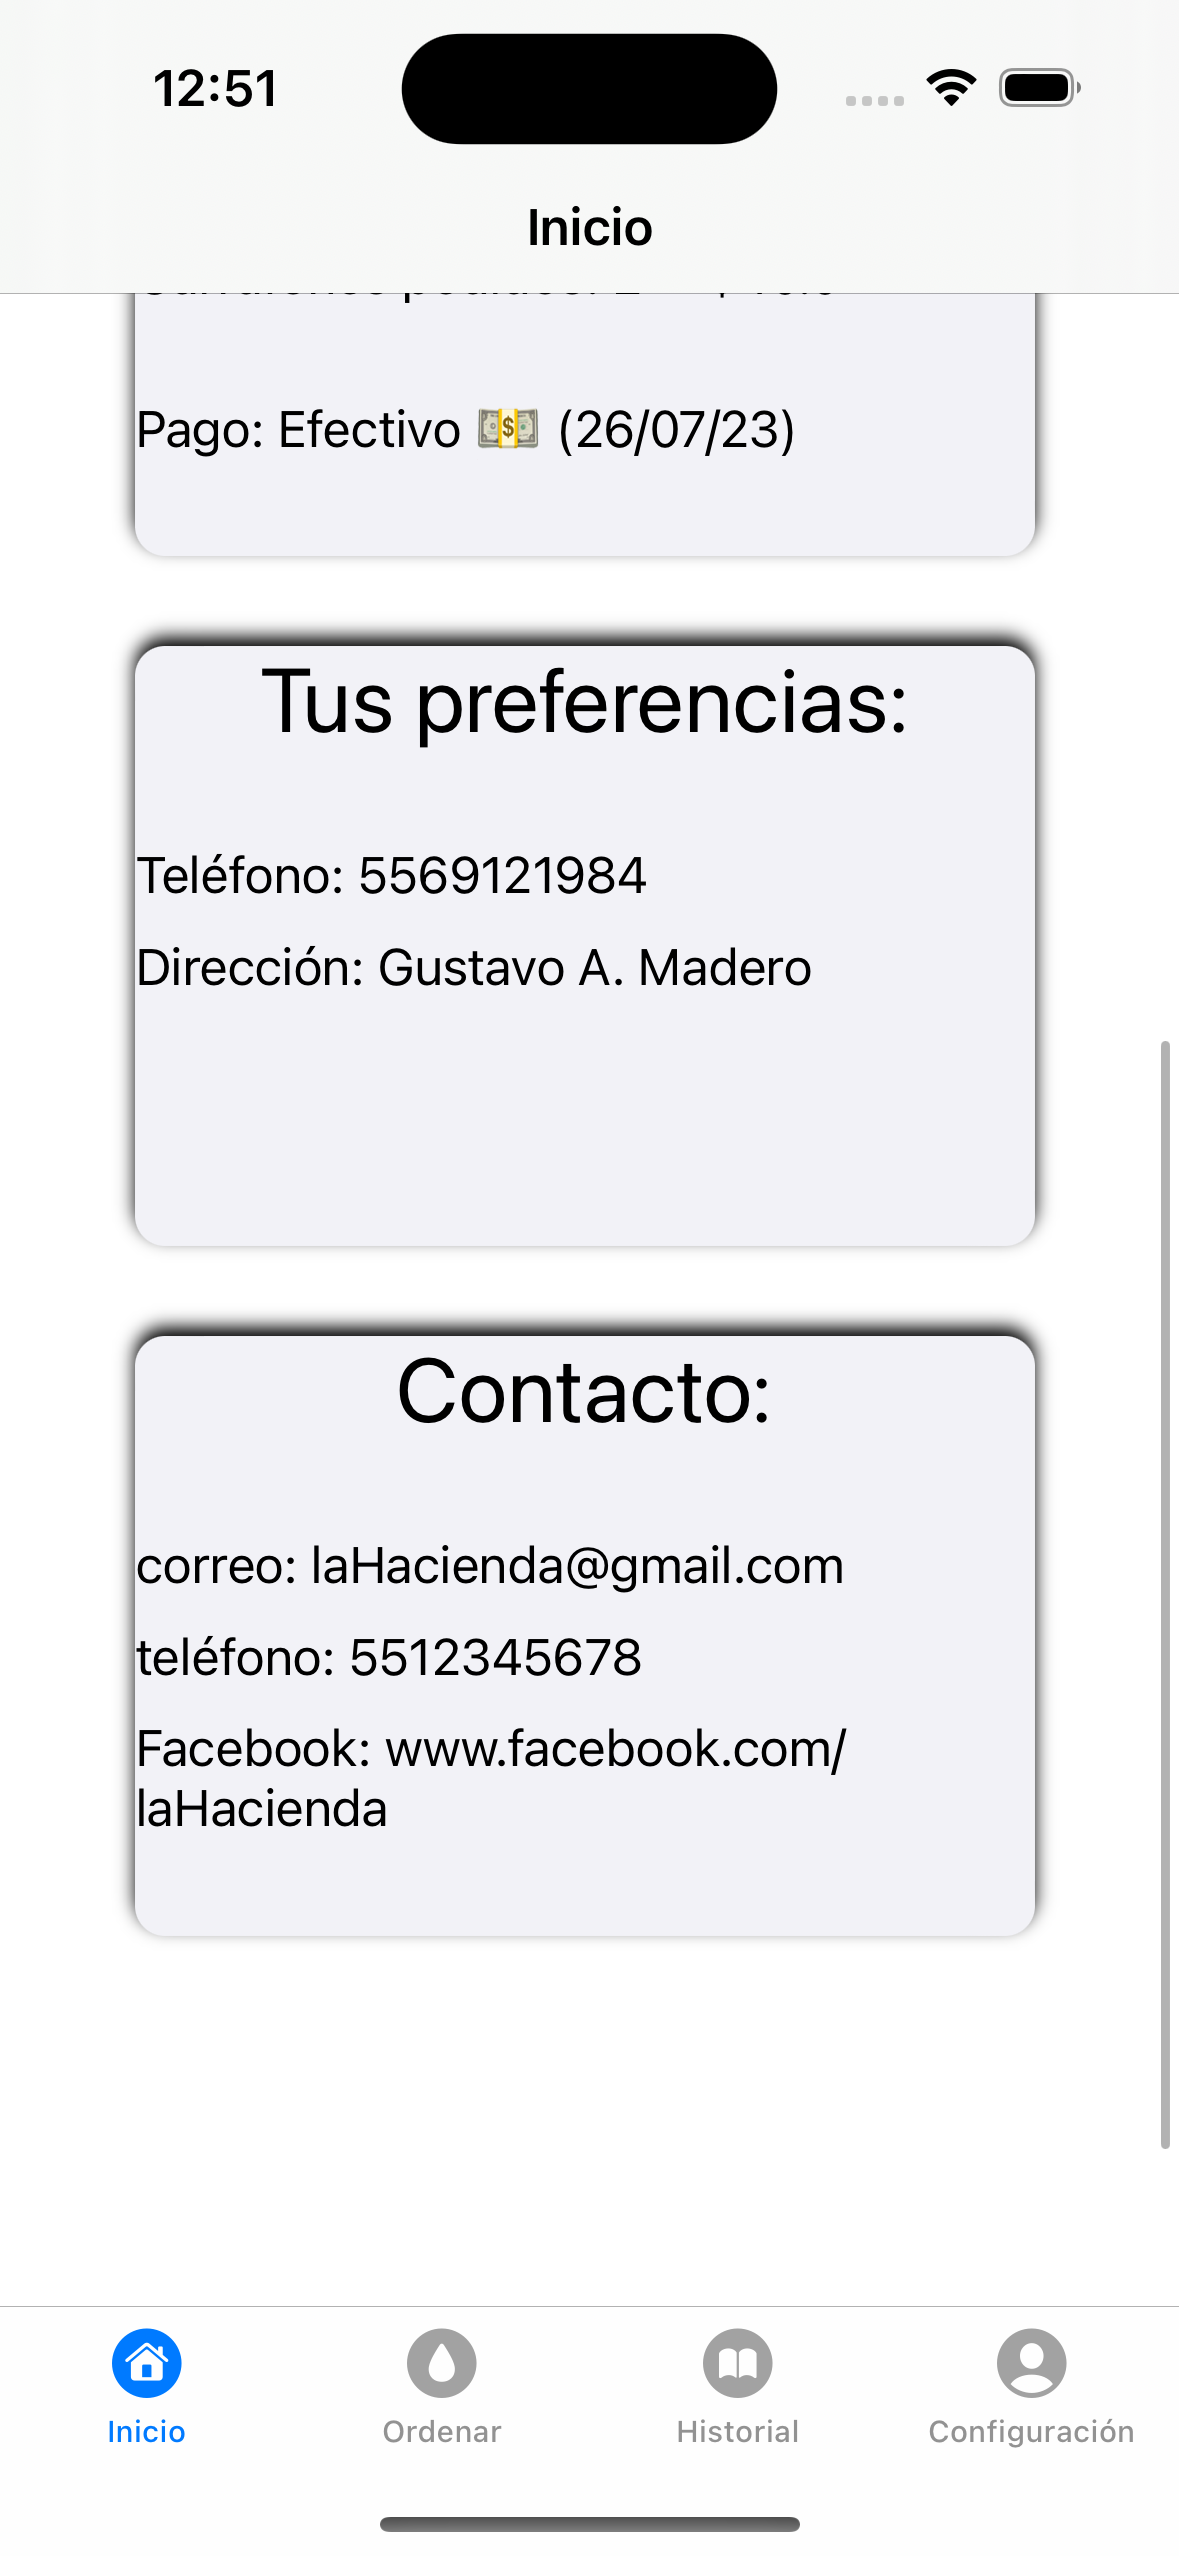 12:51
Inicio
Pago: Efectivo 💵 (26/07/23)
Tus preferencias:
Teléfono: 5569121984
Dirección: Gustavo A. Madero
Contacto:
correo: laHacienda@gmail.com
teléfono: 5512345678
Facebook: www.facebook.com/
laHacienda
Inicio
Ordenar
Historial
Configuración